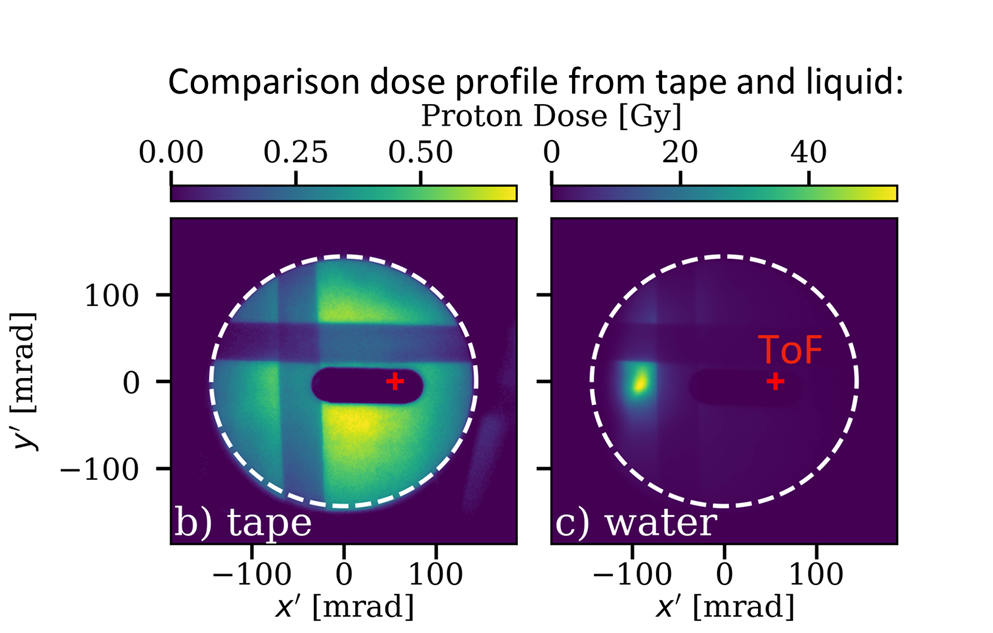 Comparison dose profile from tape and liquid:
Proton Dose [Gy]
0.00 0.25 0.50 0 20 40
100
0
−100
y′ [mrad]
ToF
b) tape c) water
−100 0 100 −100 0 100
x′ [mrad] x′ [mrad]